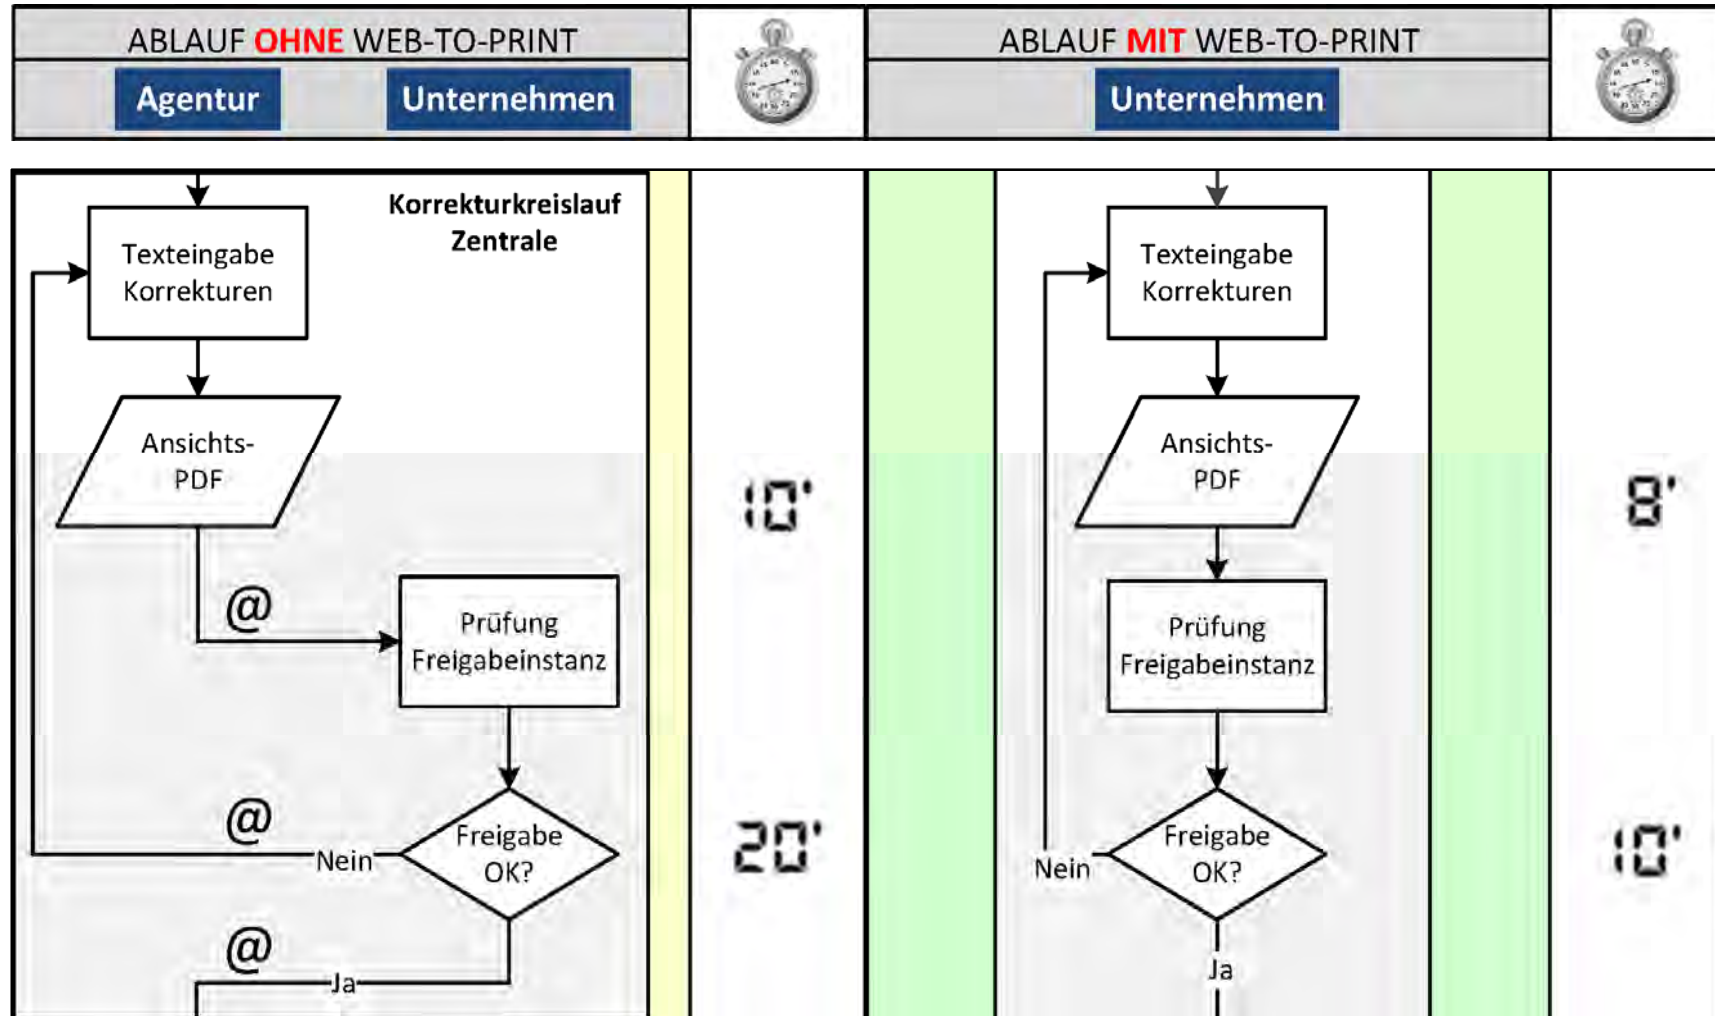 ABLAUF OHNE WEB-TO-PRINT
Agentur
Unternehmen
ABLAUF MIT WEB-TO-PRINT
Unternehmen
Korrekturkreislauf
Zentrale
Texteingabe
Korrekturen
Ansichts-
PDF
@
Prüfung
Freigabeinstanz
@
Nein
Freigabe
OK?
@
Ja
10'
20'
Texteingabe
Korrekturen
Ansichts-
PDF
Prüfung
Freigabeinstanz
Freigabe
OK?
Nein
Ja
8'
10'